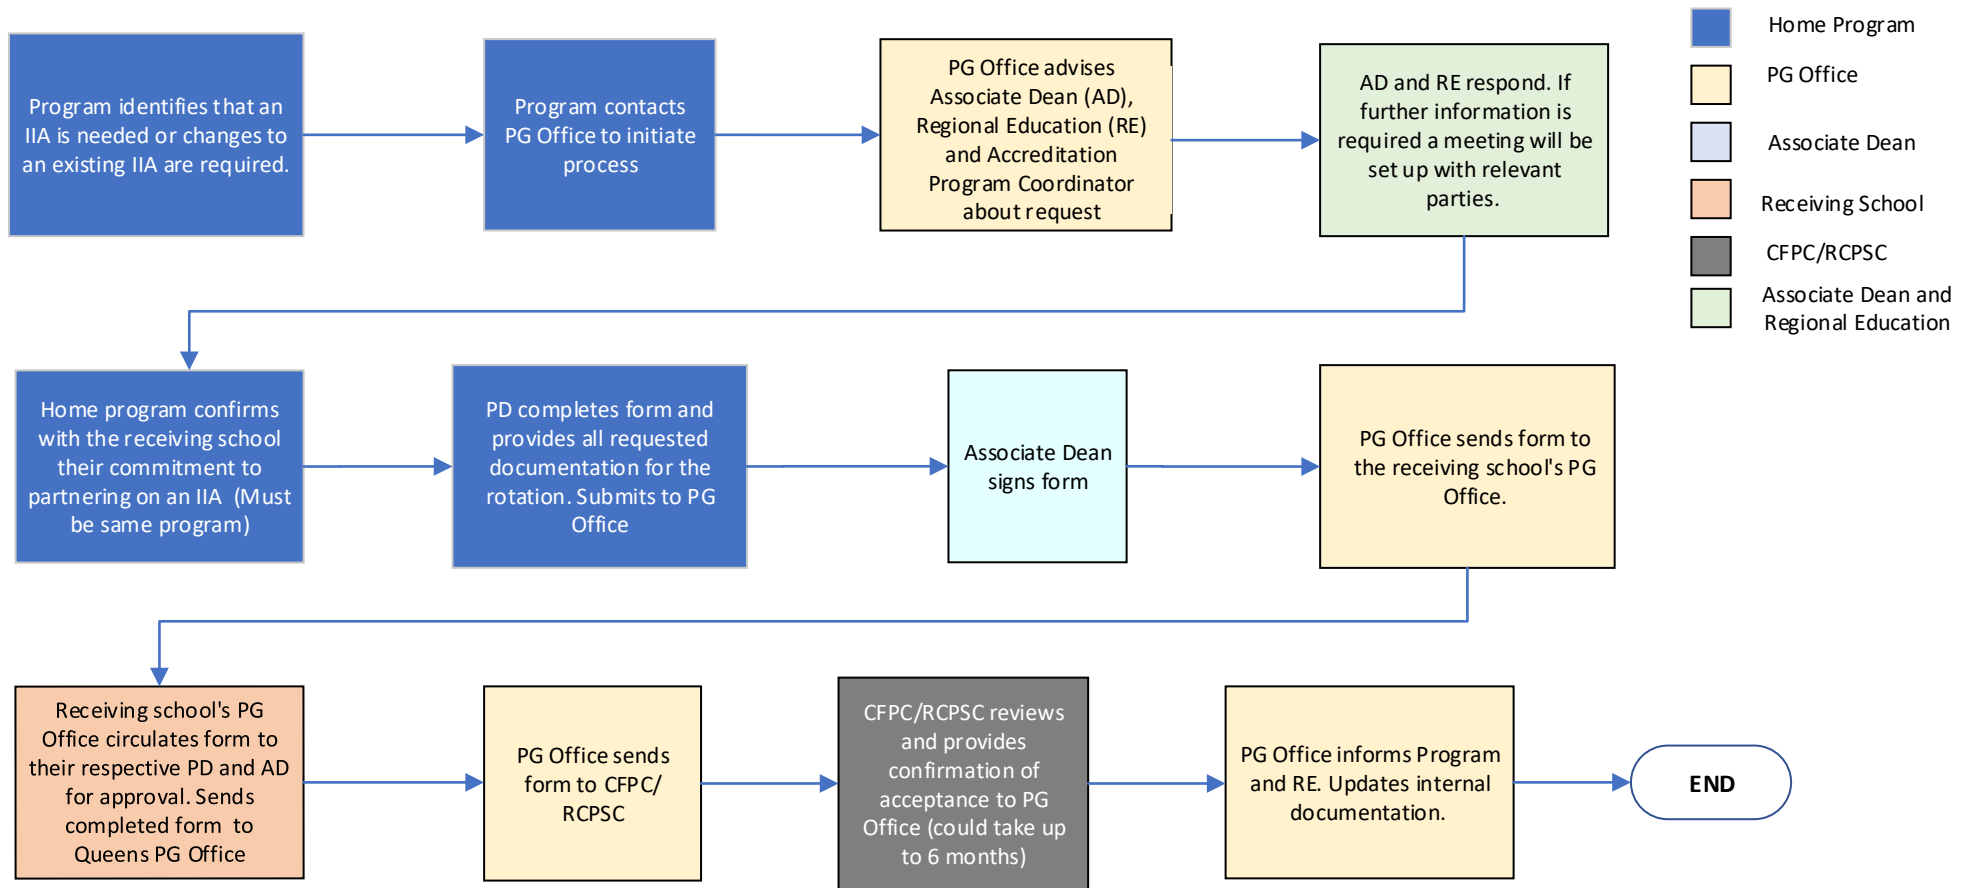 Program identifies that an
IIA is needed or changes to
an existing IIA are required.
Program contacts
PG Office to initiate
process
PG Office advises
Associate Dean (AD),
Regional Education (RE)
and Accreditation
Program Coordinator
about request
AD and RE respond. If
further information is
required a meeting will be
set up with relevant
parties.
Home Program
PG Office
Associate Dean
Receiving School
CFPC/RCPSC
Associate Dean and
Regional Education
Home program confirms
with the receiving school
their commitment to
partnering on an IIA (Must
be same program)
PD completes form and
provides all requested
documentation for the
rotation. Submits to PG
Office
Associate Dean
signs form
PG Office sends form to
the receiving school's PG
Office.
Receiving school's PG
Office circulates form to
their respective PD and AD
for approval. Sends
completed form to
Queens PG Office
PG Office sends
form to CFPC/
RCPSC
CFPC/RCPSC reviews
and provides
confirmation of
acceptance to PG
Office (could take up
to 6 months)
PG Office informs Program
and RE. Updates internal
documentation.
END